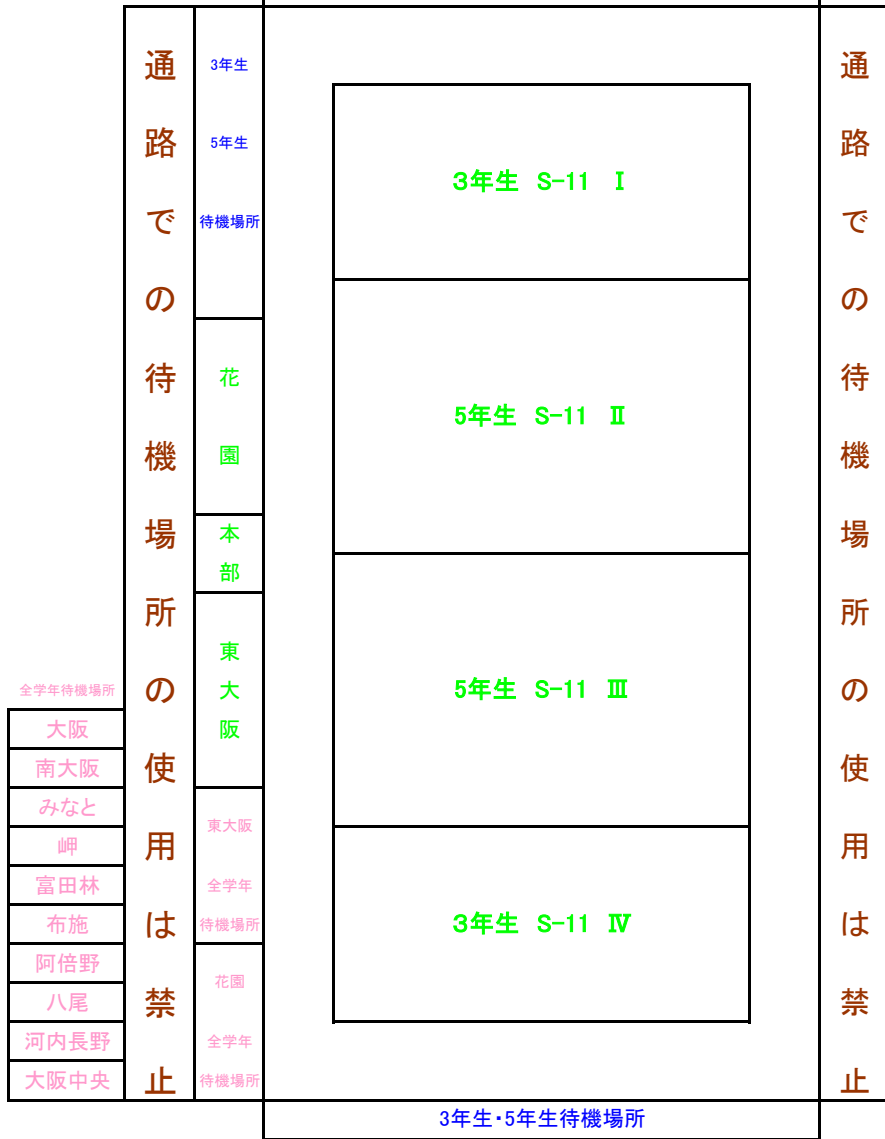 通路での待機場所の使用は禁止
3年生
5年生
待機場所
花園
本部
東大阪
東大阪
全学年
待機場所
花園
全学年
待機場所
全学年待機場所
大阪
南大阪
みなと
岬
富田林
布施
阿倍野
八尾
河内長野
大阪中央
3年生 S-11 Ⅰ
5年生 S-11 Ⅱ
5年生 S-11 Ⅲ
3年生 S-11 Ⅳ
通路での待機場所の使用は禁止
3年生・5年生待機場所